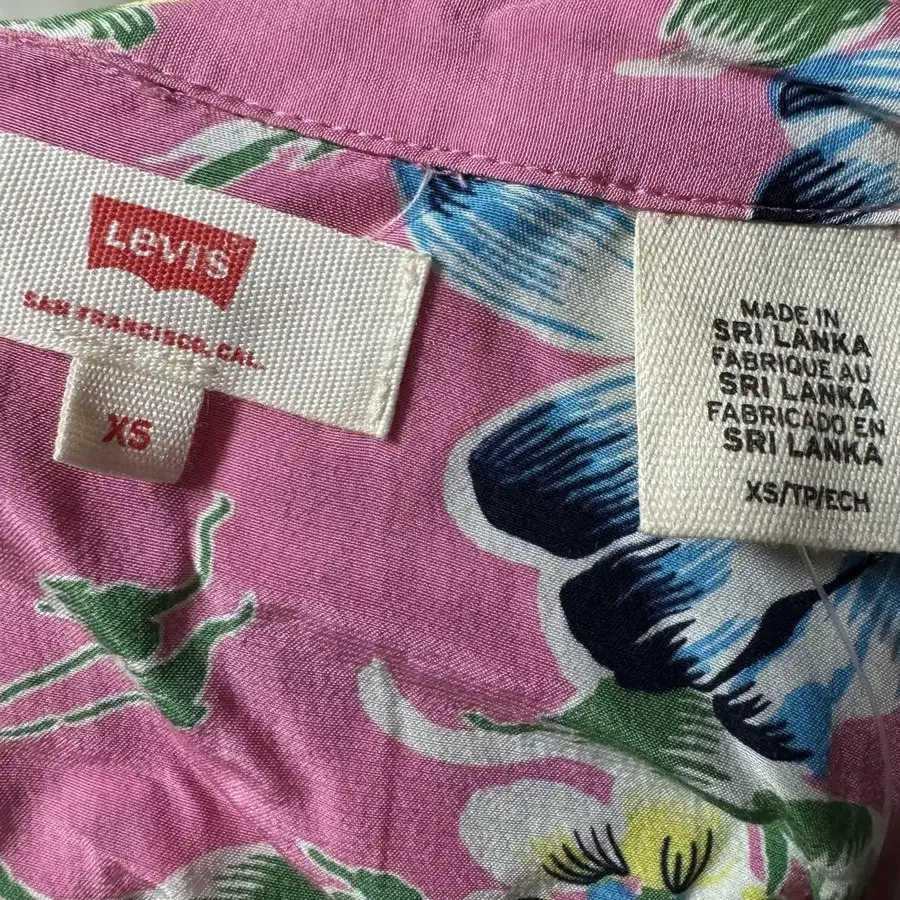 Levi's
SAN FRANCISCO, CAL.
XS
MADE IN
SRI LANKA
FABRIQUE AU
SRI LANKA
FABRICADO EN
SRI LANKA
XS/TP/ECH